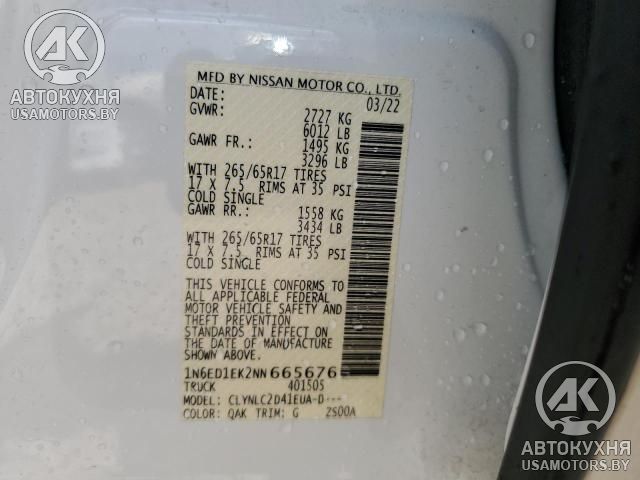 АК
АВТОКУХНЯ
USAMOTORS.BY
MFD BY NISSAN MOTOR CO., LTD.
DATE: 03/22
GVWR: 2727 KG
6012 LB
GAWR FR.: 1495 KG
3296 LB
WITH 265/65R17 TIRES
17 X 7.5 RIMS AT 35 PSI
COLD SINGLE
GAWR RR.: 1558 KG
3434 LB
WITH 265/65R17 TIRES
17 X 7.5 RIMS AT 35 PSI
COLD SINGLE
THIS VEHICLE CONFORMS TO
ALL APPLICABLE FEDERAL
MOTOR VEHICLE SAFETY AND
THEFT PREVENTION
STANDARDS IN EFFECT ON
THE DATE OF MANUFACTURE
SHOWN ABOVE.
1N6ED1EK2NN665676
TRUCK 401505
MODEL: CLYNLC2D41EUA-D---
COLOR: QAK TRIM: G 2S00A
АК
АВТОКУХНЯ
USAMOTORS.BY